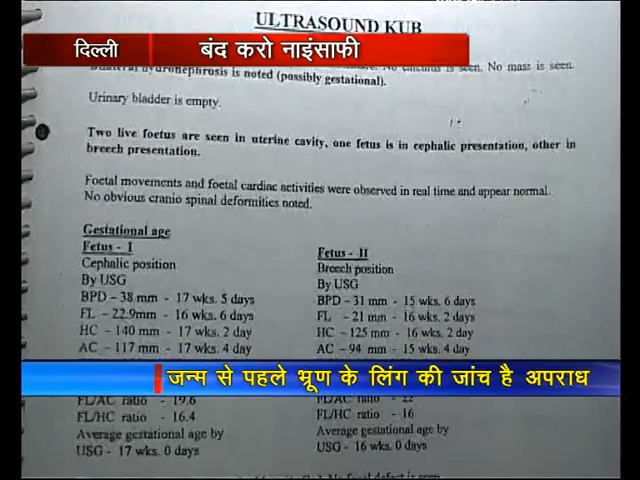 ULTRASOUND KUB
दिल्ली
बंद करो नाइंसाफी
No calculus is seen. No mass is seen.
Bilateral hydronephrosis is noted (possibly gestational).
Urinary bladder is empty.
Two live foetus are seen in uterine cavity, one fetus is in cephalic presentation, other in
breech presentation.
Foetal movements and foetal cardiac activities were observed in real time and appear normal.
No obvious cranio spinal deformities noted.
Gestational age
Fetus - I
Cephalic position
By USG
BPD – 38 mm - 17 wks. 5 days
FL – 22.9mm - 16 wks. 6 days
HC – 140 mm - 17 wks. 2 day
AC – 117 mm - 17 wks. 4 day
Fetus - II
Breech position
By USG
BPD – 31 mm - 15 wks. 6 days
FL – 21 mm - 16 wks. 2 days
HC – 125 mm - 16 wks. 2 day
AC – 94 mm - 15 wks. 4 day
जन्म से पहले भ्रूण के लिंग की जांच है अपराध
FL/AC ratio - 19.6
FL/HC ratio - 16.4
Average gestational age by
USG - 17 wks. 0 days
FL/AC ratio - 22
FL/HC ratio - 16
Average gestational age by
USG - 16 wks. 0 days